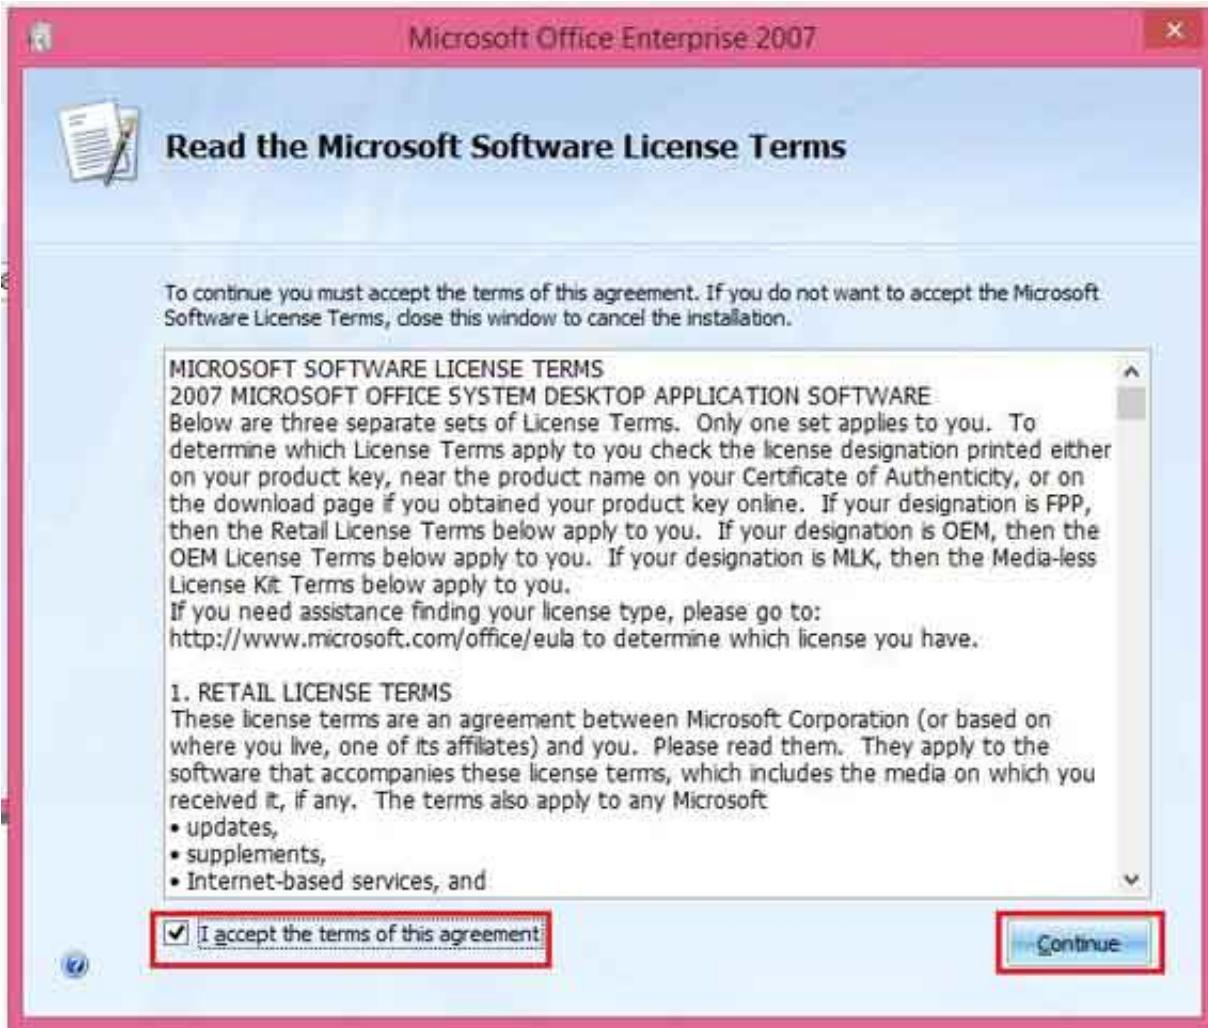 Microsoft Office Enterprise 2007
Read the Microsoft Software License Terms
To continue you must accept the terms of this agreement. If you do not want to accept the Microsoft
Software License Terms, close this window to cancel the installation.
MICROSOFT SOFTWARE LICENSE TERMS
2007 MICROSOFT OFFICE SYSTEM DESKTOP APPLICATION SOFTWARE
Below are three separate sets of License Terms.  Only one set applies to you.  To
determine which License Terms apply to you check the license designation printed either
on your product key, near the product name on your Certificate of Authenticity, or on
the download page if you obtained your product key online.  If your designation is FPP,
then the Retail License Terms below apply to you.  If your designation is OEM, then the
OEM License Terms below apply to you.  If your designation is MLK, then the Media-less
License Kit Terms below apply to you.
If you need assistance finding your license type, please go to:
http://www.microsoft.com/office/eula to determine which license you have.
1. RETAIL LICENSE TERMS
These license terms are an agreement between Microsoft Corporation (or based on
where you live, one of its affiliates) and you.  Please read them.  They apply to the
software that accompanies these license terms, which includes the media on which you
received it, if any.  The terms also apply to any Microsoft
• updates,
• supplements,
• Internet-based services, and
I accept the terms of this agreement
Continue